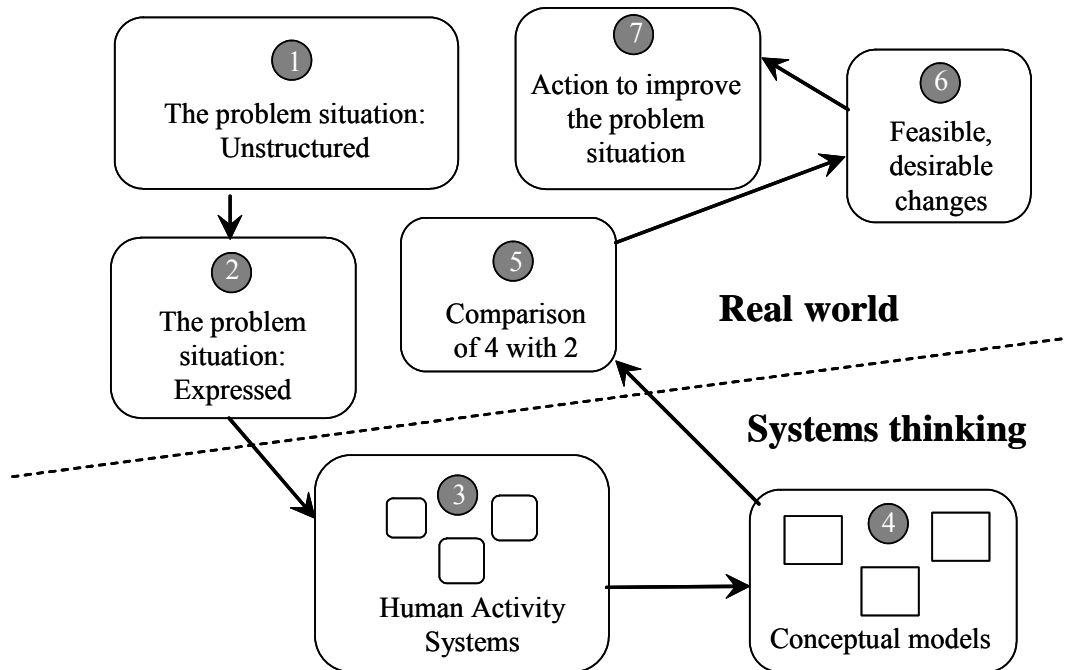 1
The problem situation:
Unstructured
2
The problem
situation:
Expressed
3
Human Activity
Systems
4
Conceptual models
5
Comparison
of 4 with 2
6
Feasible,
desirable
changes
7
Action to improve
the problem
situation
Real world
Systems thinking